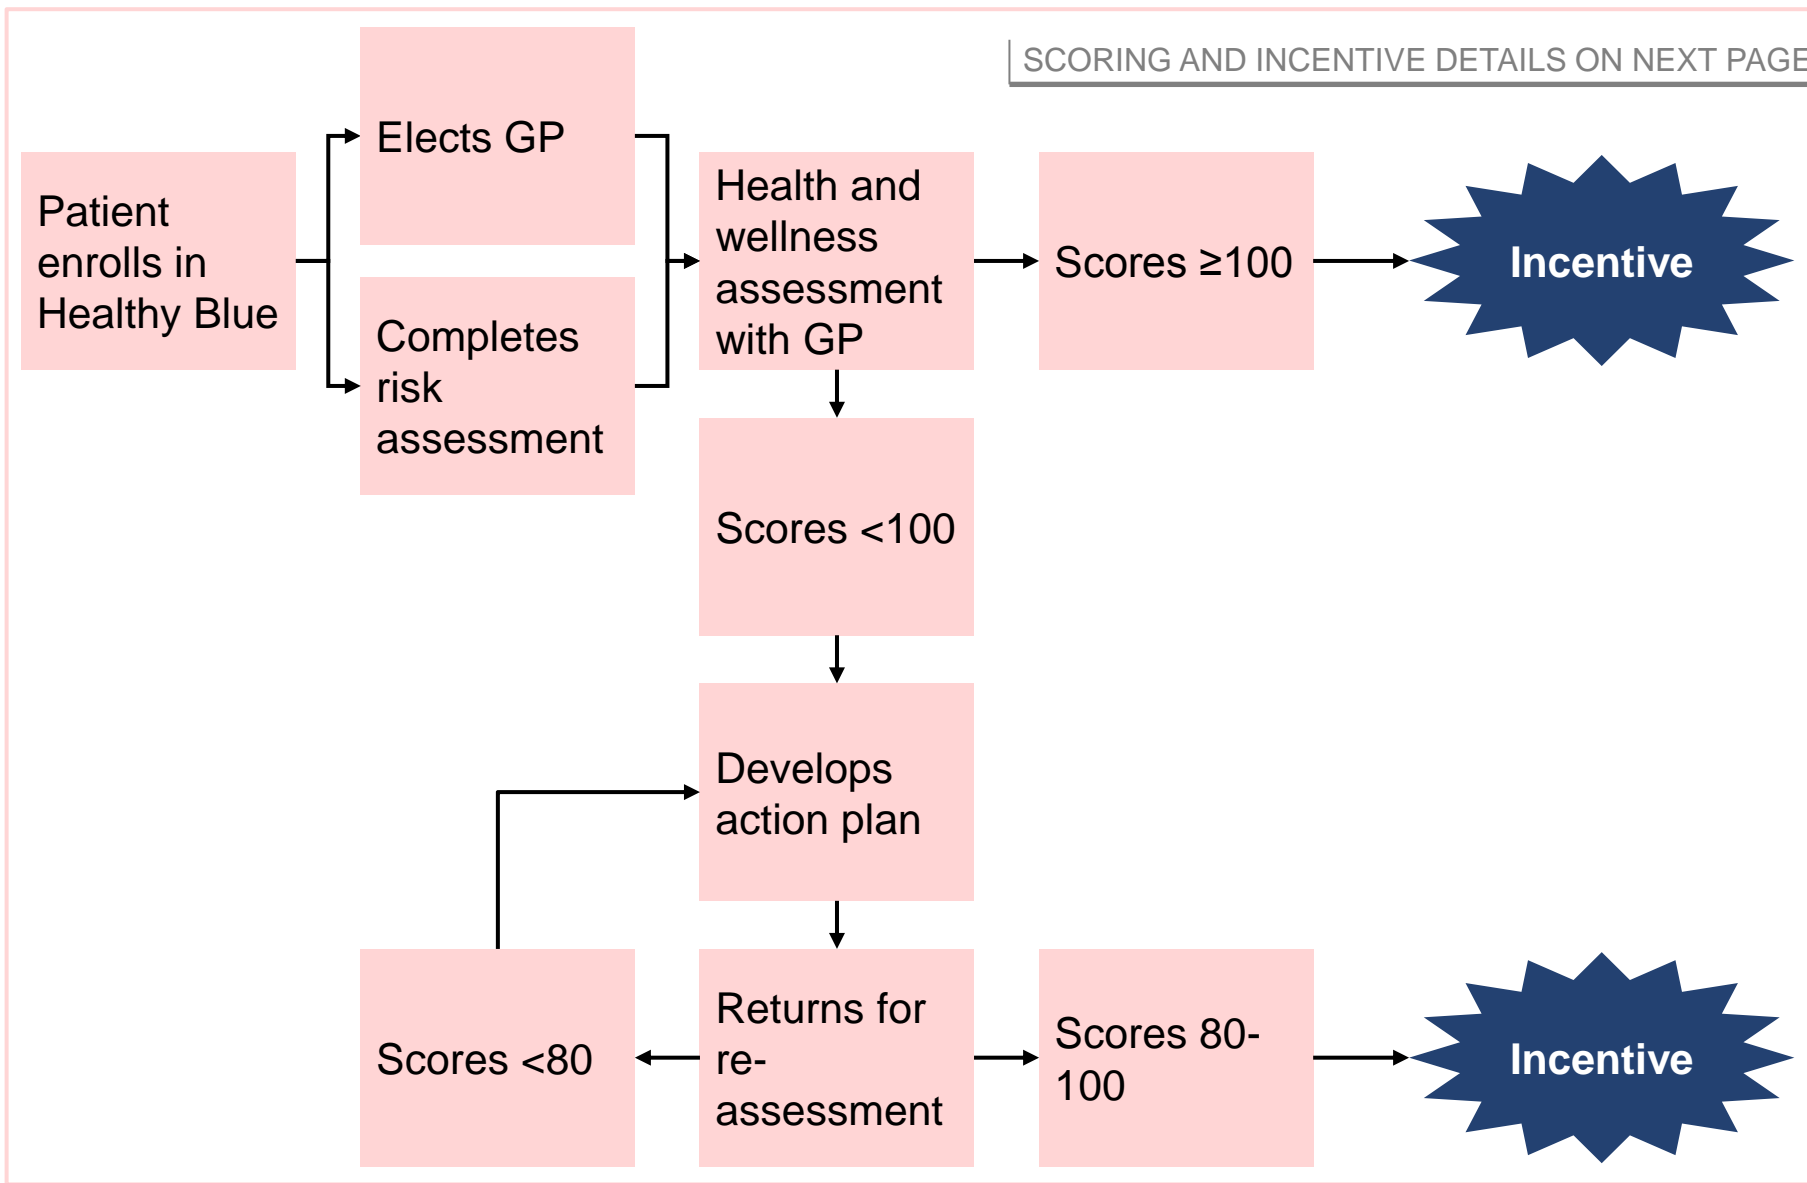 SCORING AND INCENTIVE DETAILS ON NEXT PAGE
Patient
enrolls in
Healthy Blue
Elects GP
Completes
risk
assessment
Health and
wellness
assessment
with GP
Scores ≥100
Incentive
Scores <100
Develops
action plan
Returns for
re-
assessment
Scores <80
Scores 80-
100
Incentive